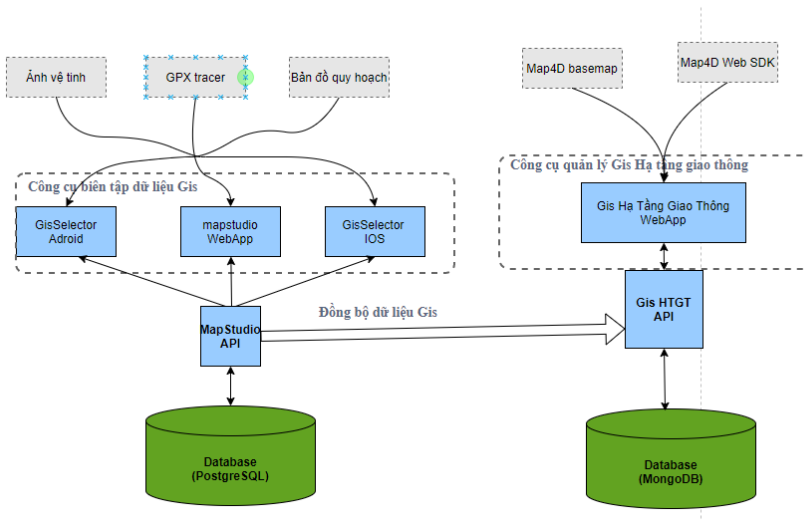 Ảnh vệ tinh
GPX tracer
Bản đồ quy hoạch
Map4D basemap
Map4D Web SDK
Công cụ biên tập dữ liệu Gis
Công cụ quản lý Gis Hạ tầng giao thông
GisSelector
Adroid
mapstudio
WebApp
GisSelector
IOS
Gis Hạ Tầng Giao Thông
WebApp
Đồng bộ dữ liệu Gis
MapStudio
API
Gis HTGT
API
Database
(PostgreSQL)
Database
(MongoDB)